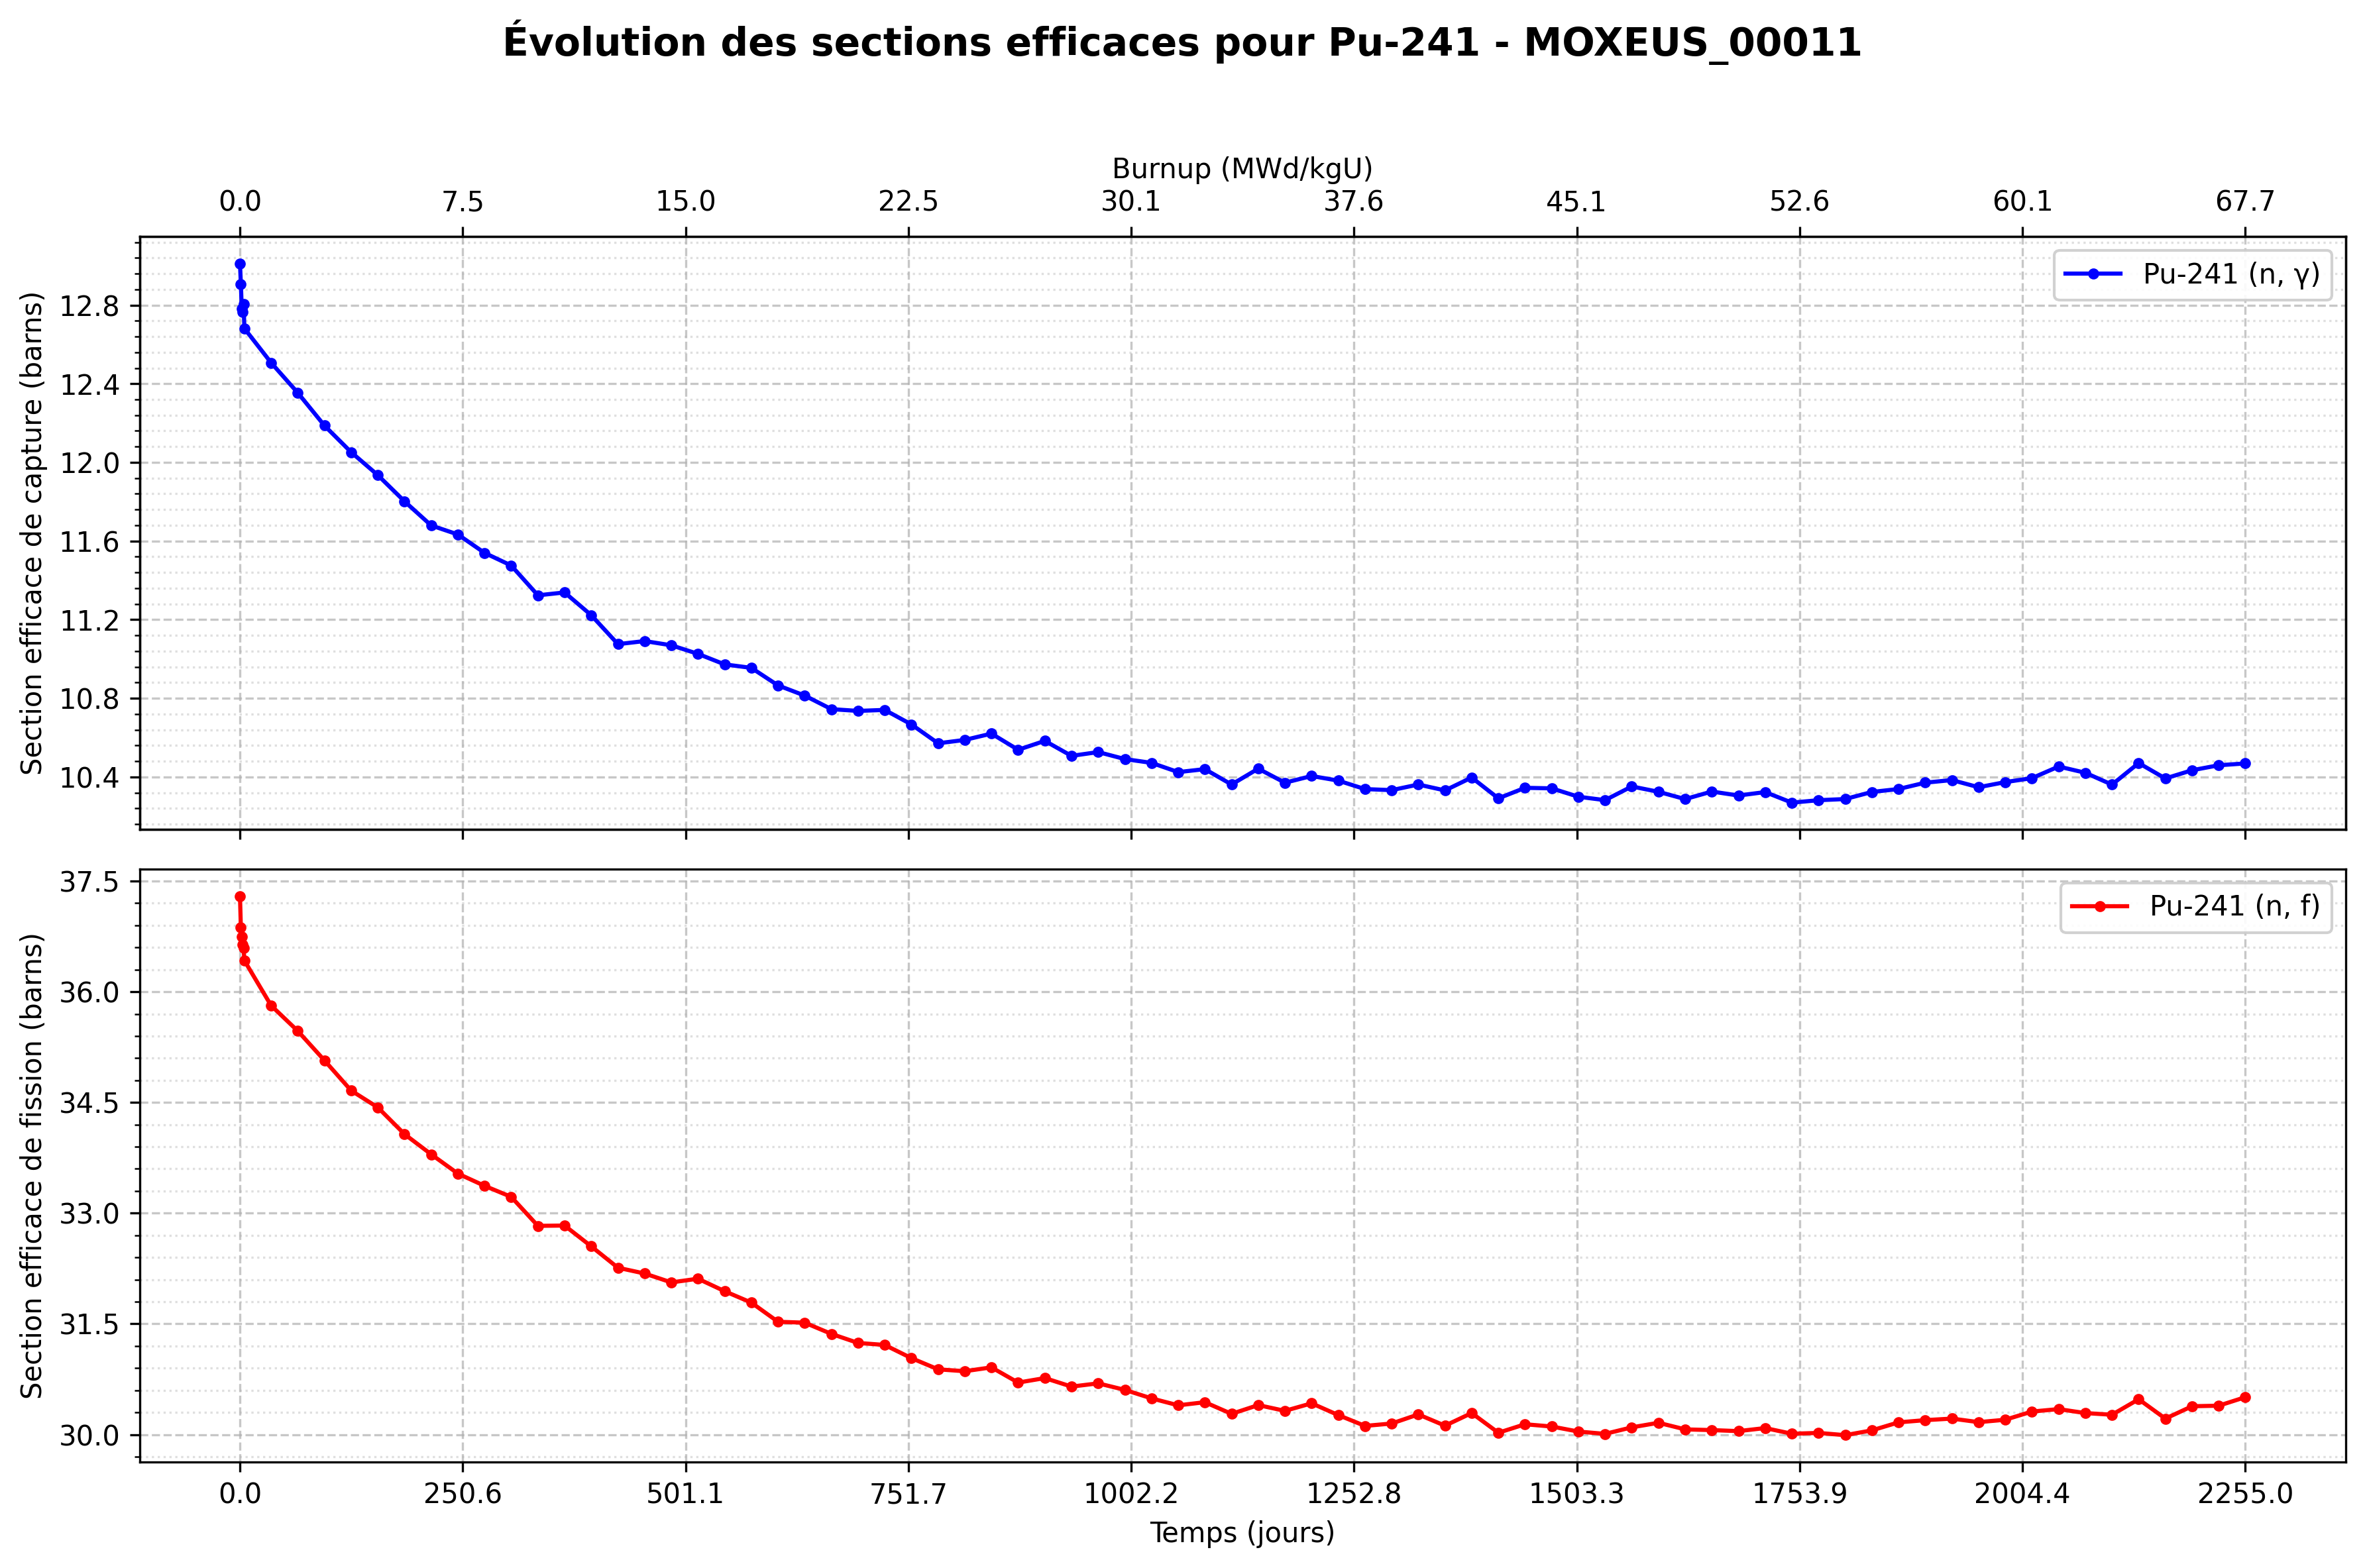 Évolution des sections efficaces pour Pu-241 - MOXEUS_00011
Burnup (MWd/kgU)
0.0 7.5 15.0 22.5 30.1 37.6 45.1 52.6 60.1 67.7
Section efficace de capture (barns)
12.8
12.4
12.0
11.6
11.2
10.8
10.4
Pu-241 (n, γ)
Section efficace de fission (barns)
37.5
36.0
34.5
33.0
31.5
30.0
Pu-241 (n, f)
0.0 250.6 501.1 751.7 1002.2 1252.8 1503.3 1753.9 2004.4 2255.0
Temps (jours)